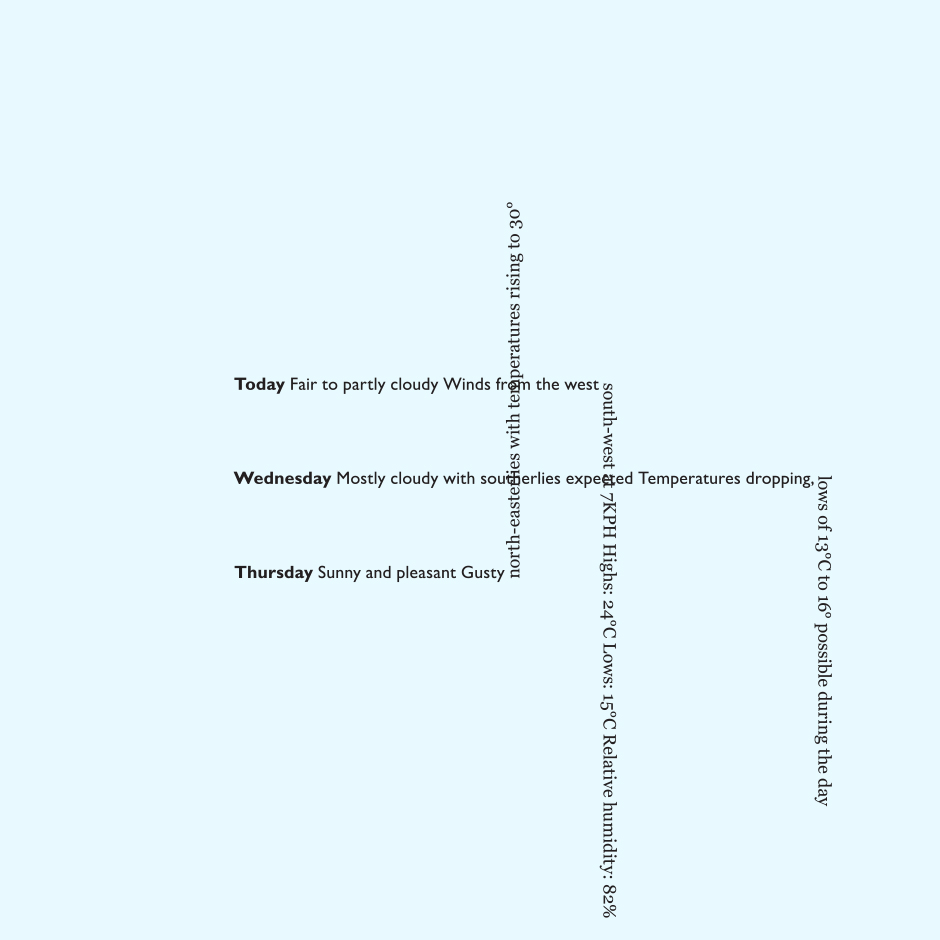 Today Fair to partly cloudy Winds from the west
south-west at 7KPH Highs: 24°C Lows: 15°C Relative humidity: 82%
Wednesday Mostly cloudy with southerlies expected Temperatures dropping,
lows of 13°C to 16° possible during the day
Thursday Sunny and pleasant Gusty
north-easterlies with temperatures rising to 30°